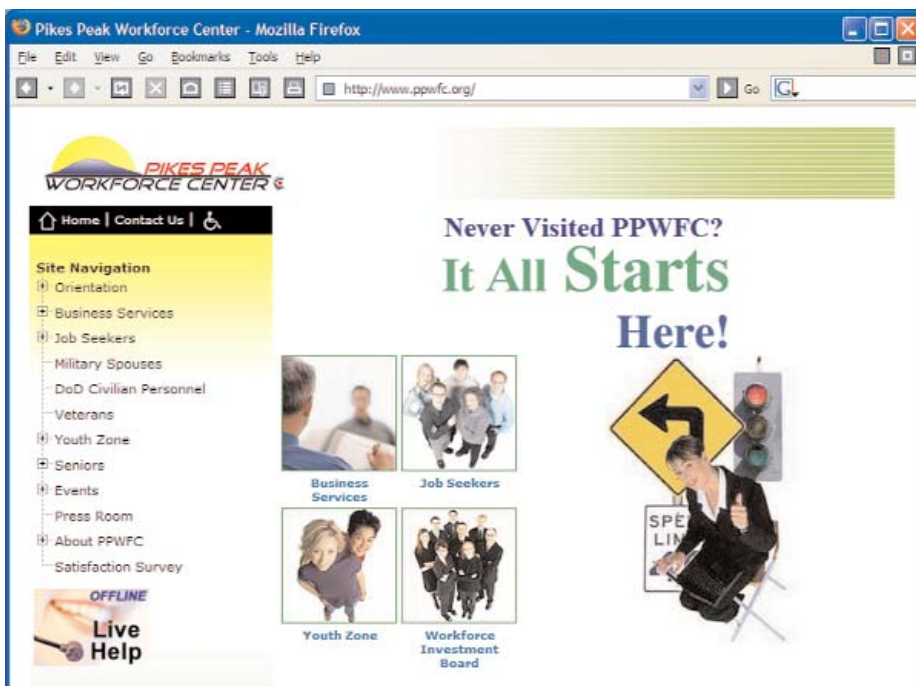 Pikes Peak Workforce Center - Mozilla Firefox
File Edit View Go Bookmarks Tools Help
http://www.ppwfc.org/
Go
G
PIKES PEAK
WORKFORCE CENTER
Home | Contact Us |
Never Visited PPWFC?
It All Starts
Here!
Site Navigation
Orientation
Business Services
Job Seekers
Military Spouses
DoD Civilian Personnel
Veterans
Youth Zone
Seniors
Events
Press Room
About PPWFC
Satisfaction Survey
OFFLINE
Live
Help
Business
Services
Job Seekers
Youth Zone
Workforce
Investment
Board
SPE
LIM